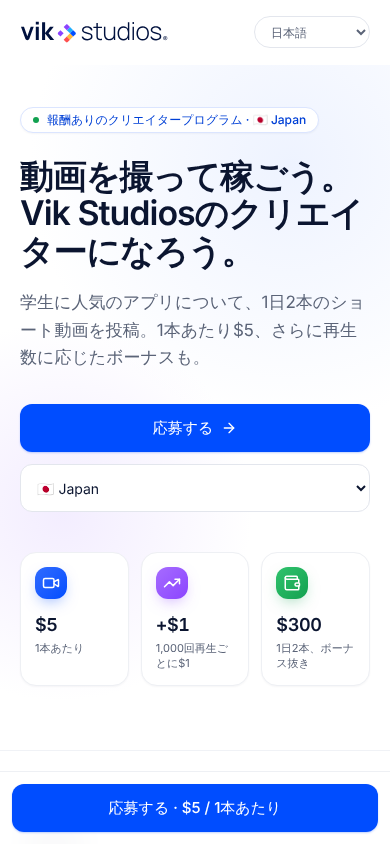 vik studios®
日本語
報酬ありのクリエイタープログラム · 🇯🇵 Japan
動画を撮って稼ごう。
Vik Studiosのクリエイ
ターになろう。
学生に人気のアプリについて、1日2本のショ
ート動画を投稿。1本あたり$5、さらに再生
数に応じたボーナスも。
応募する →
🇯🇵 Japan
$5
1本あたり
+$1
1,000回再生ご
とに$1
$300
1日2本、ボーナ
ス抜き
応募する · $5 / 1本あたり